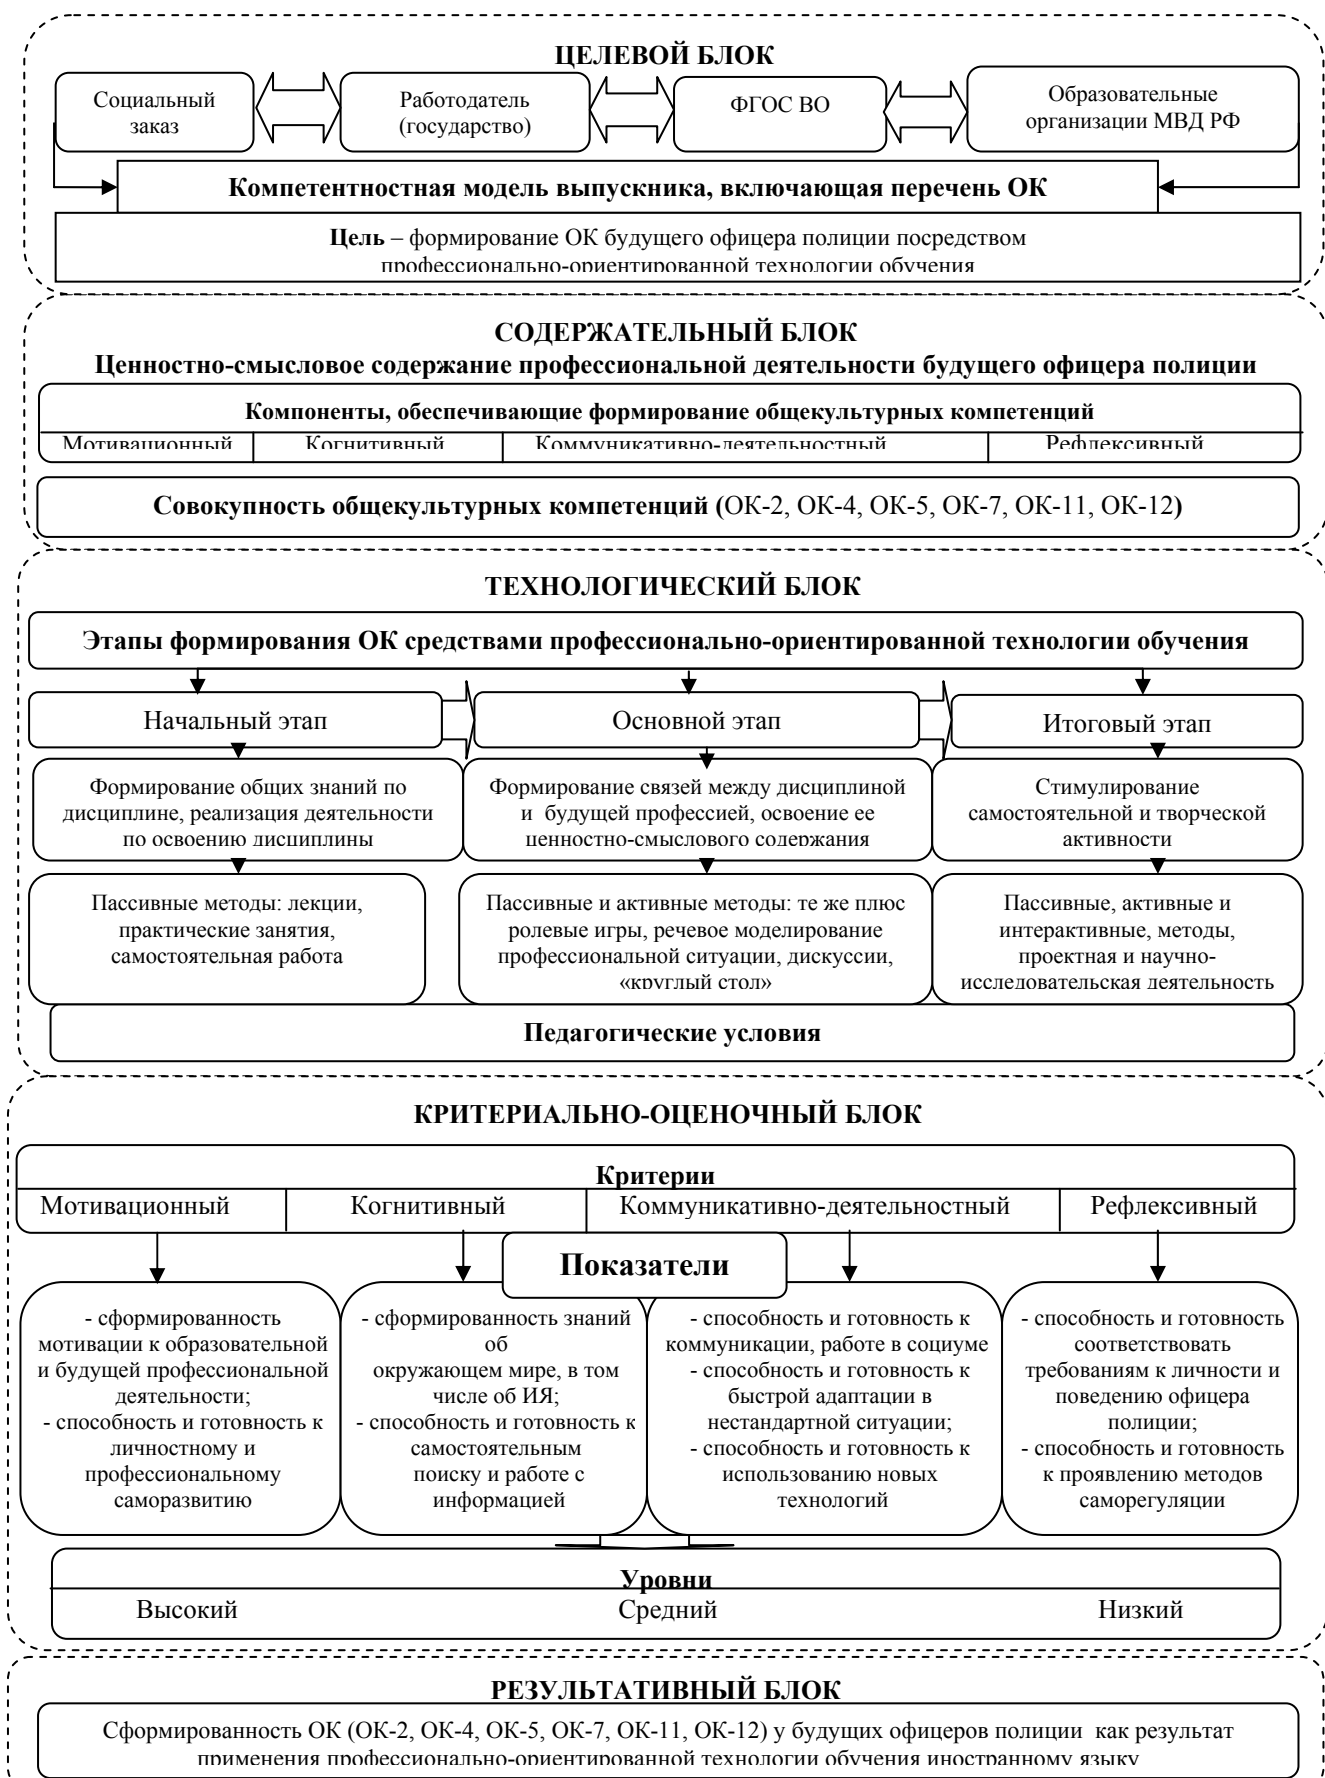 ЦЕЛЕВОЙ БЛОК
Социальный
заказ
Работодатель
(государство)
ФГОС ВО
Образовательные
организации МВД РФ
Компетентностная модель выпускника, включающая перечень ОК
Цель – формирование ОК будущего офицера полиции посредством
профессионально-ориентированной технологии обучения
СОДЕРЖАТЕЛЬНЫЙ БЛОК
Ценностно-смысловое содержание профессиональной деятельности будущего офицера полиции
Компоненты, обеспечивающие формирование общекультурных компетенций
Мотивационный Когнитивный Коммуникативно-деятельностный Рефлексивный
Совокупность общекультурных компетенций (ОК-2, ОК-4, ОК-5, ОК-7, ОК-11, ОК-12)
ТЕХНОЛОГИЧЕСКИЙ БЛОК
Этапы формирования ОК средствами профессионально-ориентированной технологии обучения
Начальный этап
Основной этап
Итоговый этап
Формирование общих знаний по
дисциплине, реализация деятельности
по освоению дисциплины
Формирование связей между дисциплиной
и будущей профессией, освоение ее
ценностно-смыслового содержания
Стимулирование
самостоятельной и творческой
активности
Пассивные методы: лекции,
практические занятия,
самостоятельная работа
Пассивные и активные методы: те же плюс
ролевые игры, речевое моделирование
профессиональной ситуации, дискуссии,
«круглый стол»
Пассивные, активные и
интерактивные, методы,
проектная и научно-
исследовательская деятельность
Педагогические условия
КРИТЕРИАЛЬНО-ОЦЕНОЧНЫЙ БЛОК
Критерии
Мотивационный Когнитивный Коммуникативно-деятельностный Рефлексивный
Показатели
- сформированность
мотивации к образовательной
и будущей профессиональной
деятельности;
- способность и готовность к
личностному и
профессиональному
саморазвитию
- сформированность знаний
об
окружающем мире, в том
числе об ИЯ;
- способность и готовность к
самостоятельным
поиску и работе с
информацией
- способность и готовность к
коммуникации, работе в социуме
- способность и готовность к
быстрой адаптации в
нестандартной ситуации;
- способность и готовность к
использованию новых
технологий
- способность и готовность
соответствовать
требованиям к личности и
поведению офицера
полиции;
- способность и готовность
к проявлению методов
саморегуляции
Уровни
Высокий Средний Низкий
РЕЗУЛЬТАТИВНЫЙ БЛОК
Сформированность ОК (ОК-2, ОК-4, ОК-5, ОК-7, ОК-11, ОК-12) у будущих офицеров полиции как результат
применения профессионально-ориентированной технологии обучения иностранному языку